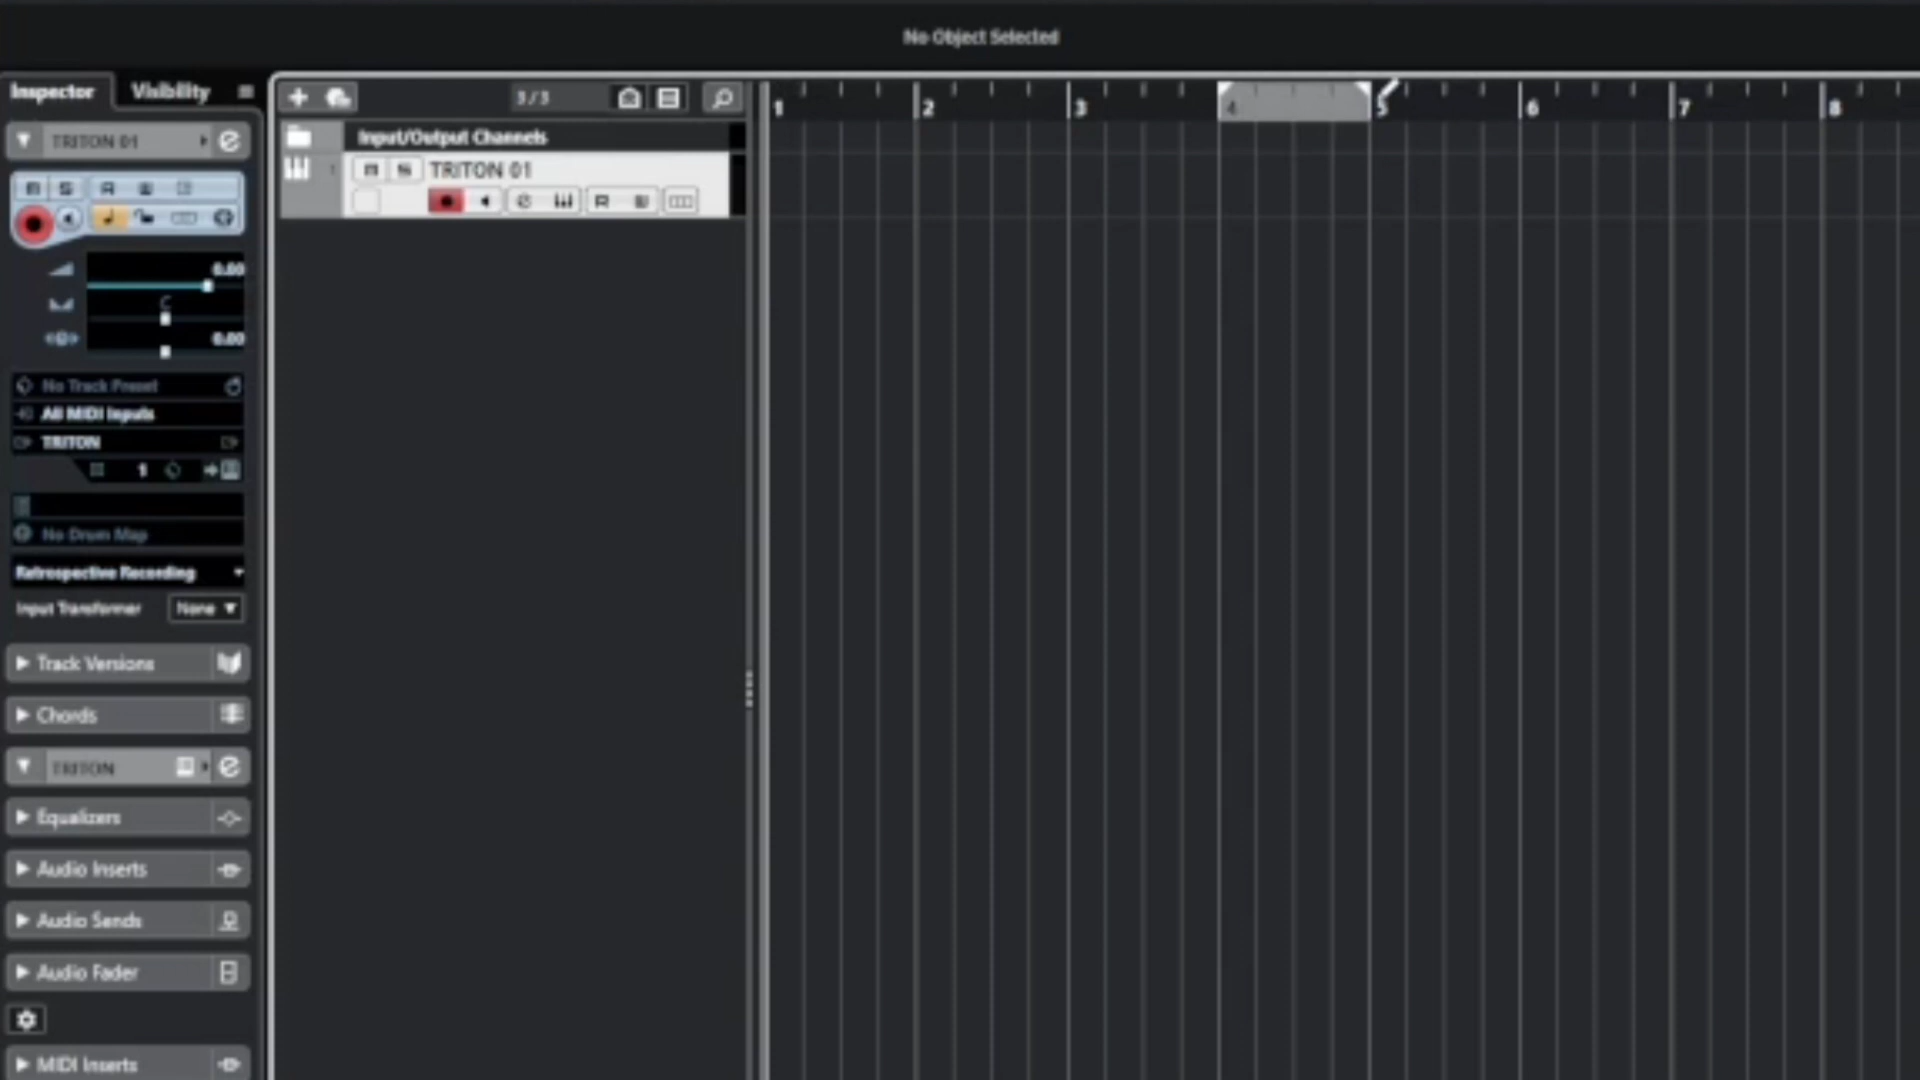 No Object Selected
Inspector Visibility
3/3
1 2 3 4 5 6 7 8
TRITON 01
Input/Output Channels
m S R W
1 m S TRITON 01
R W
0.00
C
0.00
No Track Preset
All MIDI Inputs
TRITON
1
No Drum Map
Retrospective Recording
Input Transformer None
Track Versions
Chords
TRITON
Equalizers
Audio Inserts
Audio Sends
Audio Fader
MIDI Inserts